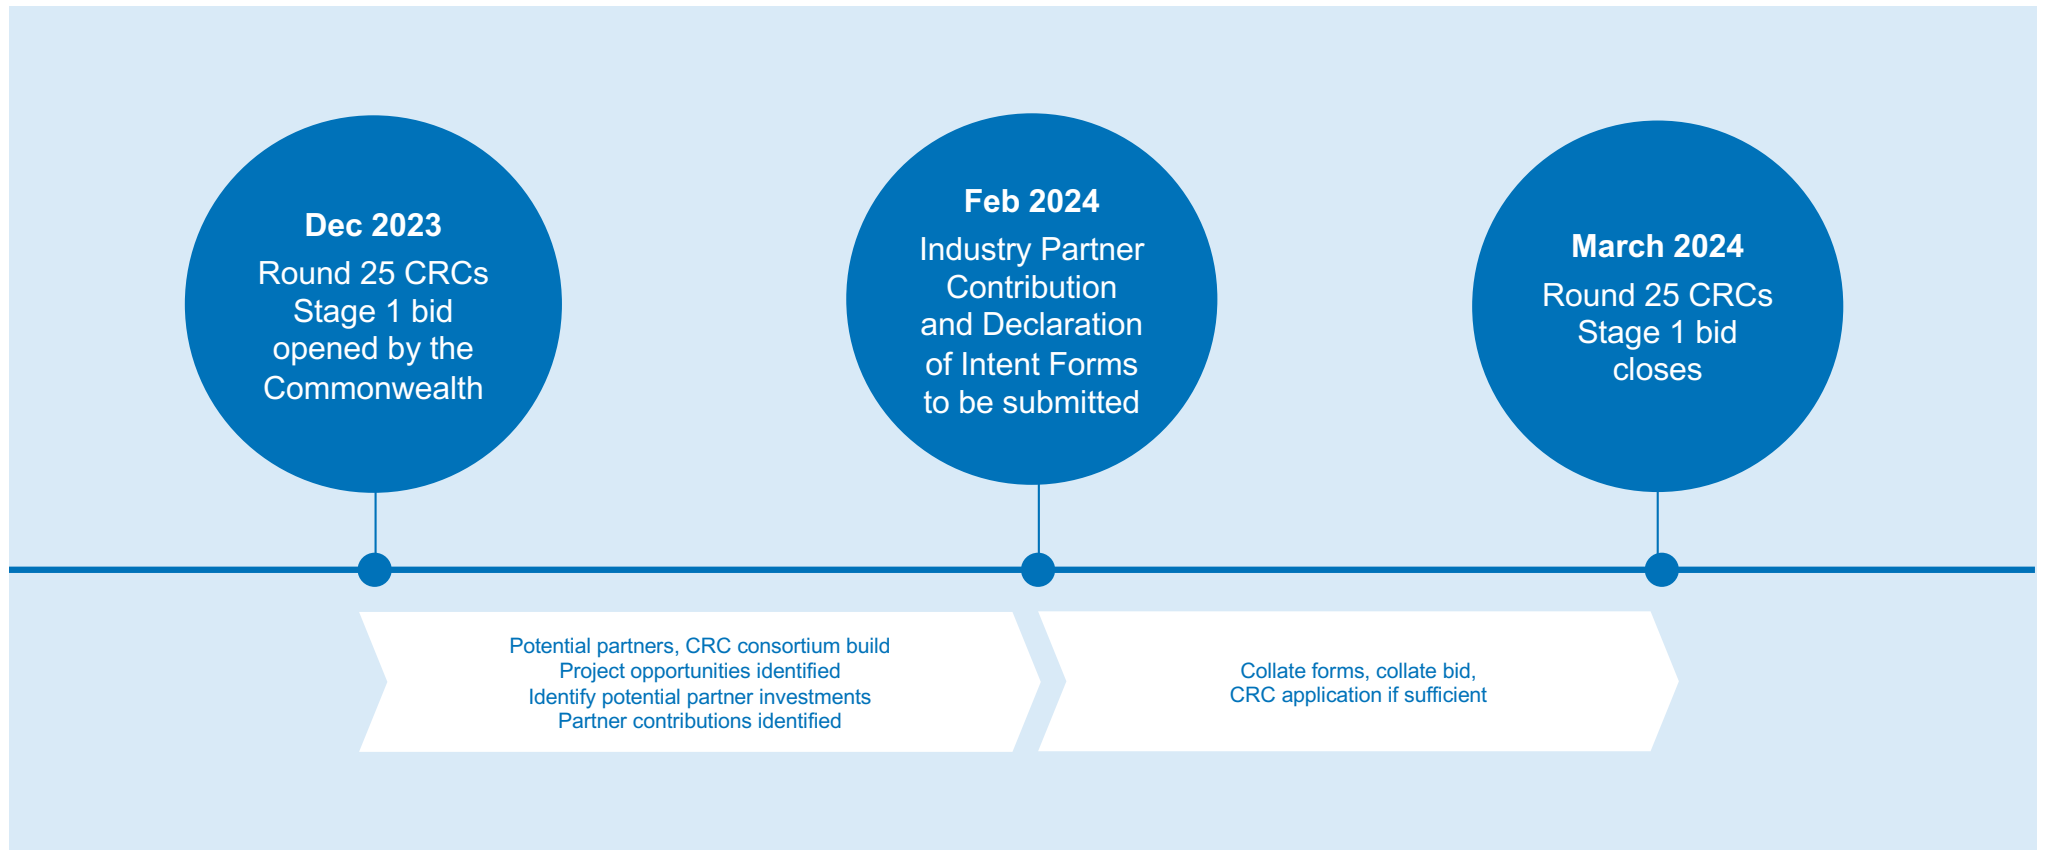 Dec 2023
Round 25 CRCs
Stage 1 bid
opened by the
Commonwealth
Feb 2024
Industry Partner
Contribution
and Declaration
of Intent Forms
to be submitted
March 2024
Round 25 CRCs
Stage 1 bid
closes
Potential partners, CRC consortium build
Project opportunities identified
Identify potential partner investments
Partner contributions identified
Collate forms, collate bid,
CRC application if sufficient